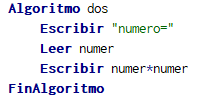 Algoritmo dos
Escribir "numero="
Leer numer
Escribir numer*numer
FinAlgoritmo